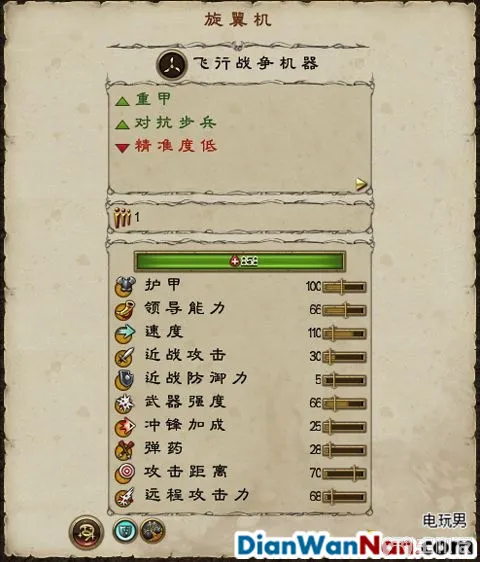 旋翼机
飞行战争机器
重甲
对抗步兵
精准度低
1
858
护甲 100
领导能力 66
速度 110
近战攻击 30
近战防御力 5
武器强度 66
冲锋加成 25
弹药 28
攻击距离 70
远程攻击力 68
电玩男
DianWanNan.com